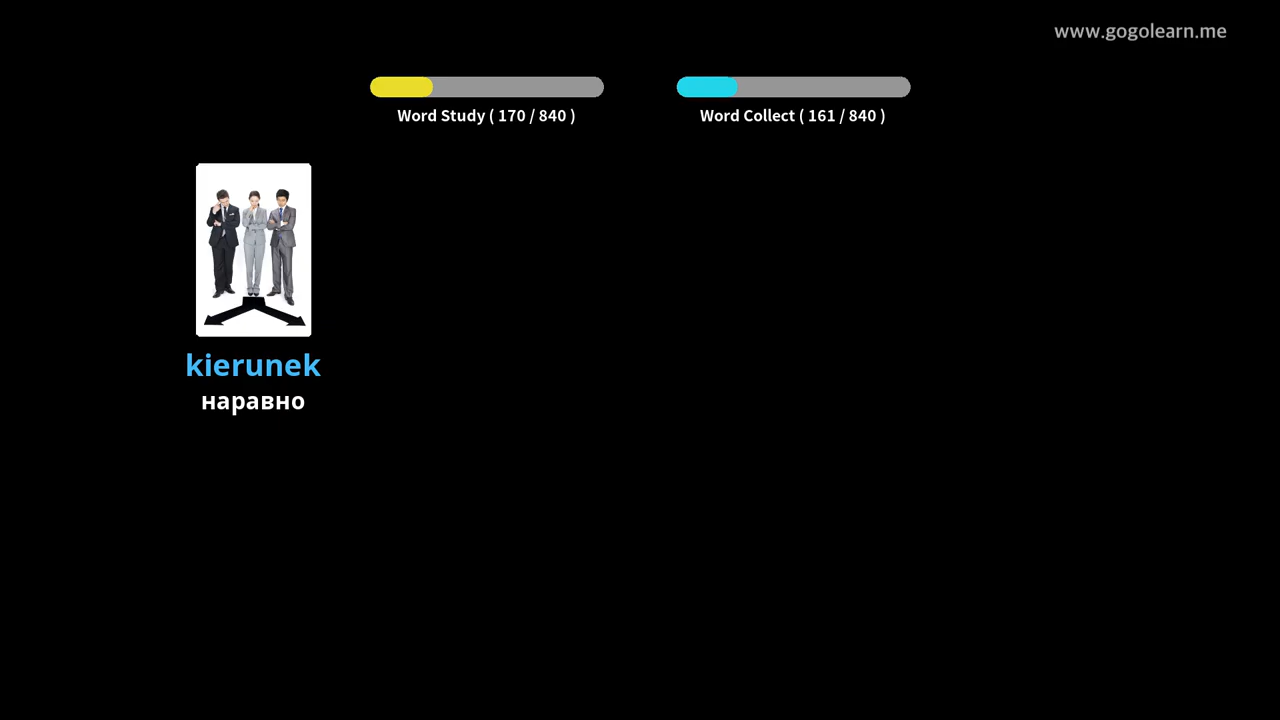 www.gogolearn.me
Word Study ( 170 / 840 )
Word Collect ( 161 / 840 )
kierunek
наравно